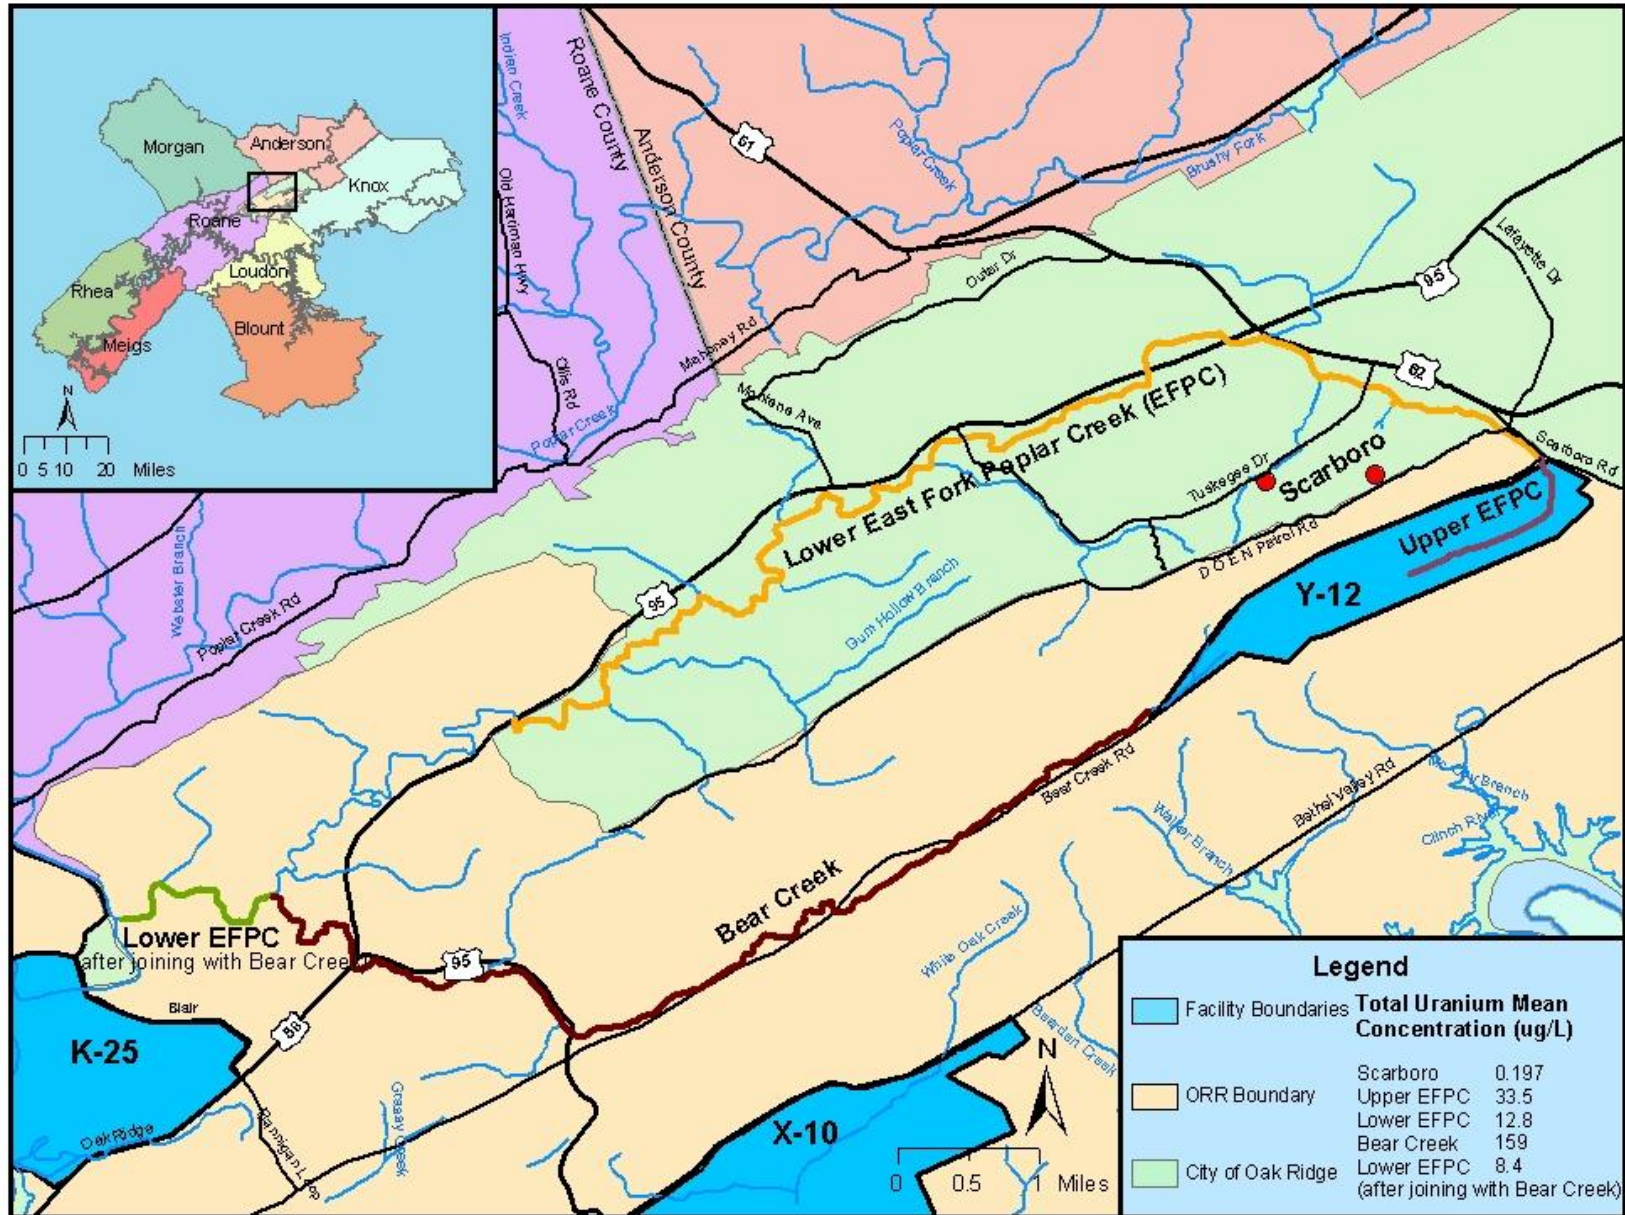 Morgan
Anderson
Knox
Roane
Loudon
Rhea
Blount
Meigs
N
0 5 10 20 Miles
Indian Creek
Roane County
Anderson County
61
Poplar Creek
Brushy Fork
Old Harriman Hwy
Outer Dr
Lafayette Dr
95
Mahoney Rd
Ollis Rd
Montana Ave
62
Poplar Creek
Lower East Fork Poplar Creek (EFPC)
Scarboro Rd
Tuskegee Dr
Scarboro
Upper EFPC
DOE N Patrol Rd
Webster Branch
95
Gum Hollow Branch
Y-12
Poplar Creek Rd
Bear Creek Rd
Bethel Valley Rd
Mc Coy Branch
Walker Branch
Clinch River
Bear Creek
Lower EFPC
(after joining with Bear Creek)
95
White Oak Creek
Blair
58
Bearden Creek
K-25
N
Grassy Creek
Oak Ridge
X-10
0 0.5 1 Miles
Legend
Facility Boundaries
ORR Boundary
City of Oak Ridge
Total Uranium Mean
Concentration (ug/L)
Scarboro 0.197
Upper EFPC 33.5
Lower EFPC 12.8
Bear Creek 159
Lower EFPC 8.4
(after joining with Bear Creek)